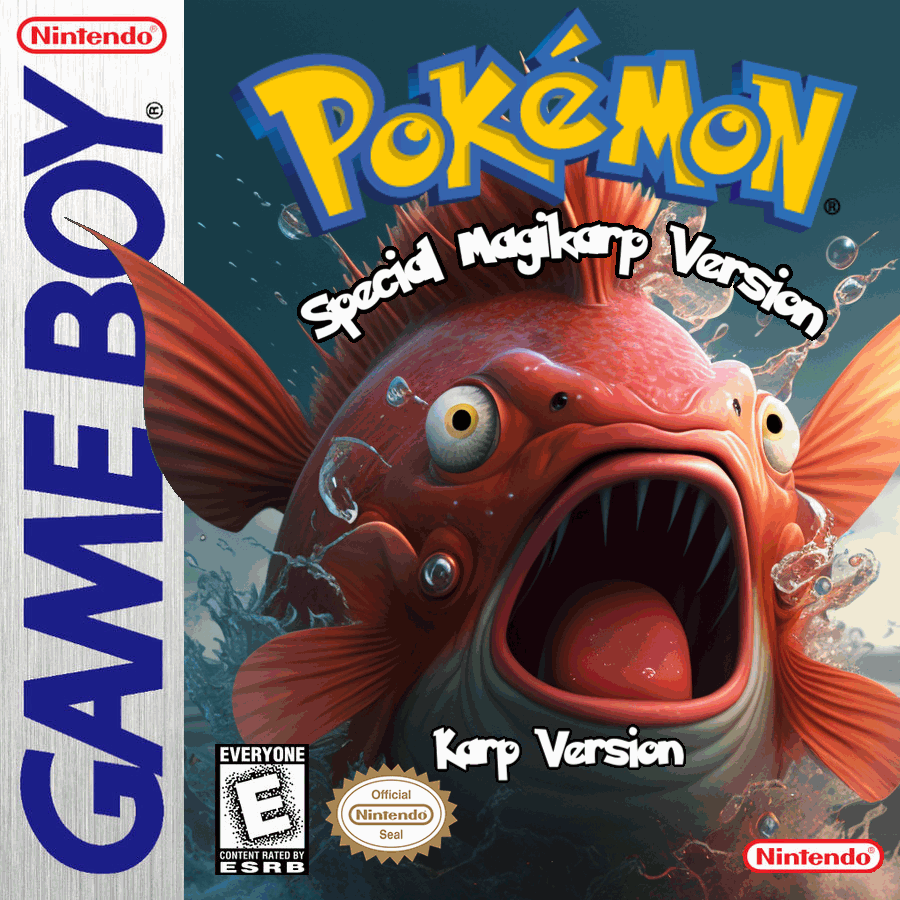 Nintendo®
GAME BOY®
POKéMON®
Special Magikarp Version
Karp Version
EVERYONE
E
CONTENT RATED BY
ESRB
Official
Nintendo
Seal
Nintendo®